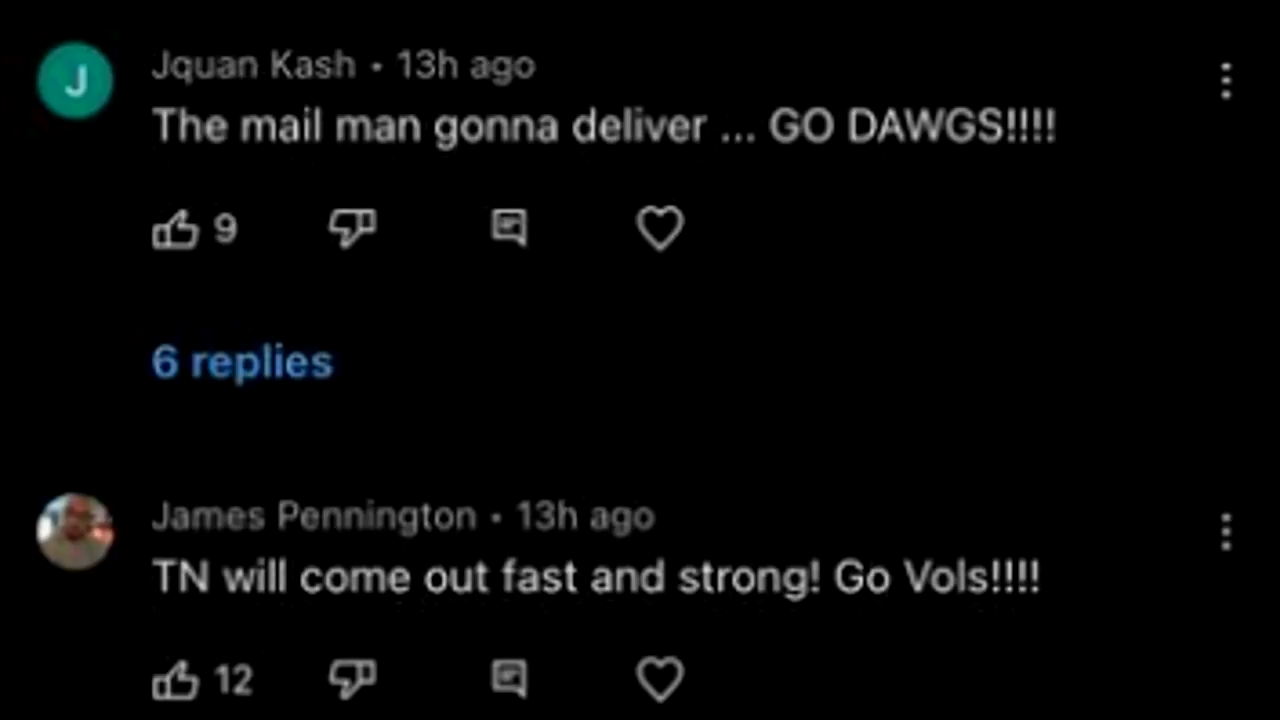 J
Jquan Kash • 13h ago
The mail man gonna deliver ... GO DAWGS!!!!
9
6 replies
James Pennington • 13h ago
TN will come out fast and strong! Go Vols!!!!
12